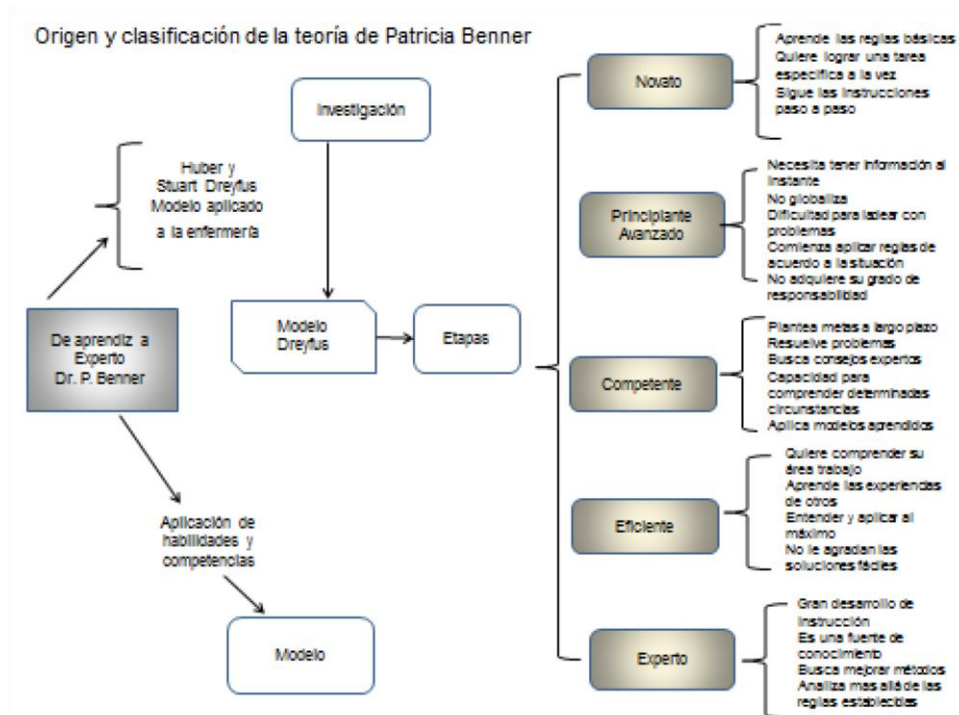 Origen y clasificación de la teoría de Patricia Benner
Investigación
Huber y
Stuart Dreyfus
Modelo aplicado
a la enfermería
De aprendiz a
Experto
Dr. P. Benner
Aplicación de
habilidades y
competencias
Modelo
Modelo
Dreyfus
Etapas
Novato
Aprende las reglas básicas
Quiere lograr una tarea
específica a la vez
Sigue las instrucciones
paso a paso
Principiante
Avanzado
Necesita tener información al
instante
No globaliza
Dificultad para ladear con
problemas
Comienza aplicar reglas de
acuerdo a la situación
No adquiere su grado de
responsabilidad
Competente
Plantea metas a largo plazo
Resuelve problemas
Busca consejos expertos
Capacidad para
comprender determinadas
circunstancias
Aplica modelos aprendidos
Eficiente
Quiere comprender su
área trabajo
Aprende las experiencias
de otros
Entender y aplicar al
máximo
No le agradan las
soluciones fáciles
Experto
Gran desarrollo de
instrucción
Es una fuente de
conocimiento
Busca mejorar métodos
Analiza mas allá de las
reglas establecidas